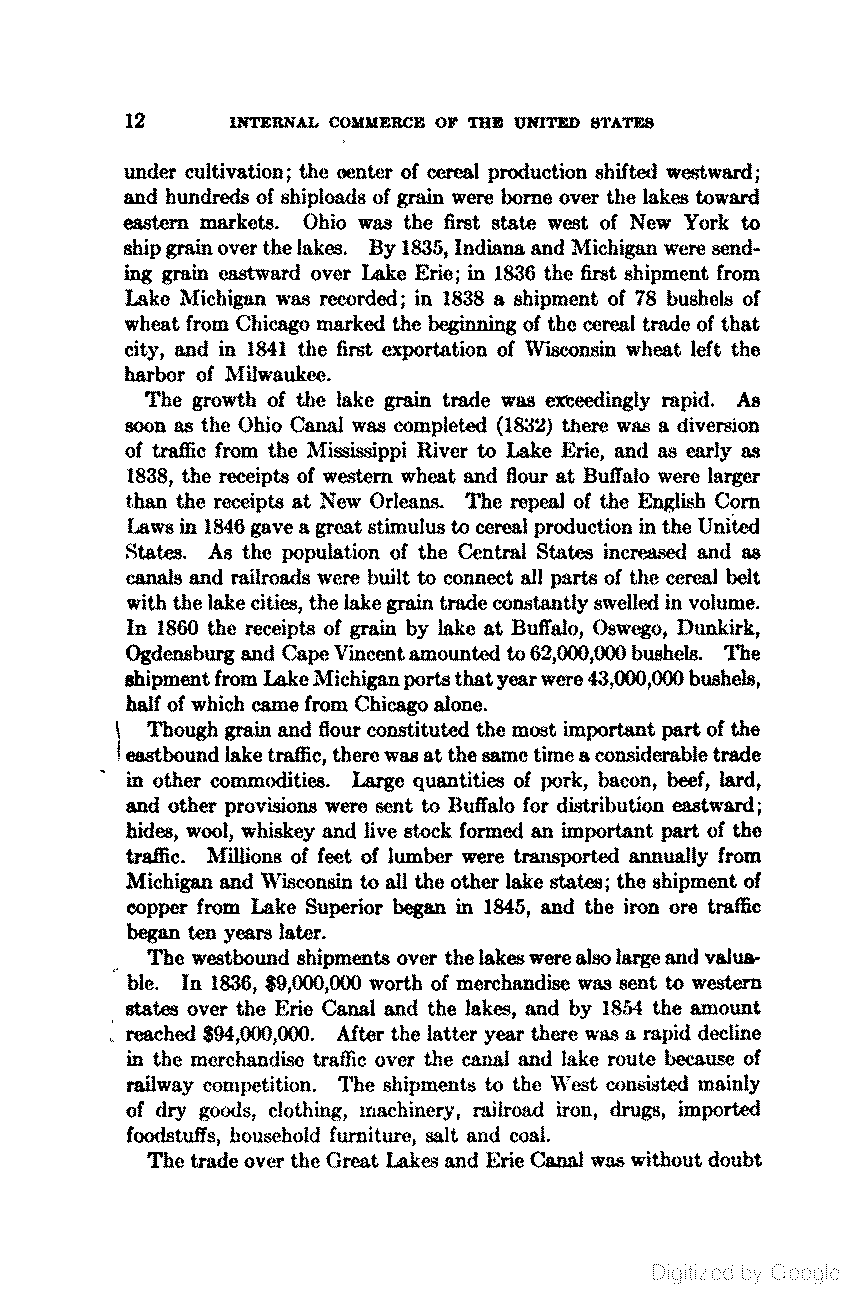 12 INTERNAL COMMERCE OF THE UNITED STATES
under cultivation; the center of cereal production shifted westward;
and hundreds of shiploads of grain were borne over the lakes toward
eastern markets. Ohio was the first state west of New York to
ship grain over the lakes. By 1835, Indiana and Michigan were send-
ing grain eastward over Lake Erie; in 1836 the first shipment from
Lake Michigan was recorded; in 1838 a shipment of 78 bushels of
wheat from Chicago marked the beginning of the cereal trade of that
city, and in 1841 the first exportation of Wisconsin wheat left the
harbor of Milwaukee.
The growth of the lake grain trade was exceedingly rapid. As
soon as the Ohio Canal was completed (1832) there was a diversion
of traffic from the Mississippi River to Lake Erie, and as early as
1838, the receipts of western wheat and flour at Buffalo were larger
than the receipts at New Orleans. The repeal of the English Corn
Laws in 1846 gave a great stimulus to cereal production in the United
States. As the population of the Central States increased and as
canals and railroads were built to connect all parts of the cereal belt
with the lake cities, the lake grain trade constantly swelled in volume.
In 1860 the receipts of grain by lake at Buffalo, Oswego, Dunkirk,
Ogdensburg and Cape Vincent amounted to 62,000,000 bushels. The
shipment from Lake Michigan ports that year were 43,000,000 bushels,
half of which came from Chicago alone.
Though grain and flour constituted the most important part of the
eastbound lake traffic, there was at the same time a considerable trade
in other commodities. Large quantities of pork, bacon, beef, lard,
and other provisions were sent to Buffalo for distribution eastward;
hides, wool, whiskey and live stock formed an important part of the
traffic. Millions of feet of lumber were transported annually from
Michigan and Wisconsin to all the other lake states; the shipment of
copper from Lake Superior began in 1845, and the iron ore traffic
began ten years later.
The westbound shipments over the lakes were also large and valua-
ble. In 1836, $9,000,000 worth of merchandise was sent to western
states over the Erie Canal and the lakes, and by 1854 the amount
reached $94,000,000. After the latter year there was a rapid decline
in the merchandise traffic over the canal and lake route because of
railway competition. The shipments to the West consisted mainly
of dry goods, clothing, machinery, railroad iron, drugs, imported
foodstuffs, household furniture, salt and coal.
The trade over the Great Lakes and Erie Canal was without doubt
Digitized by Google